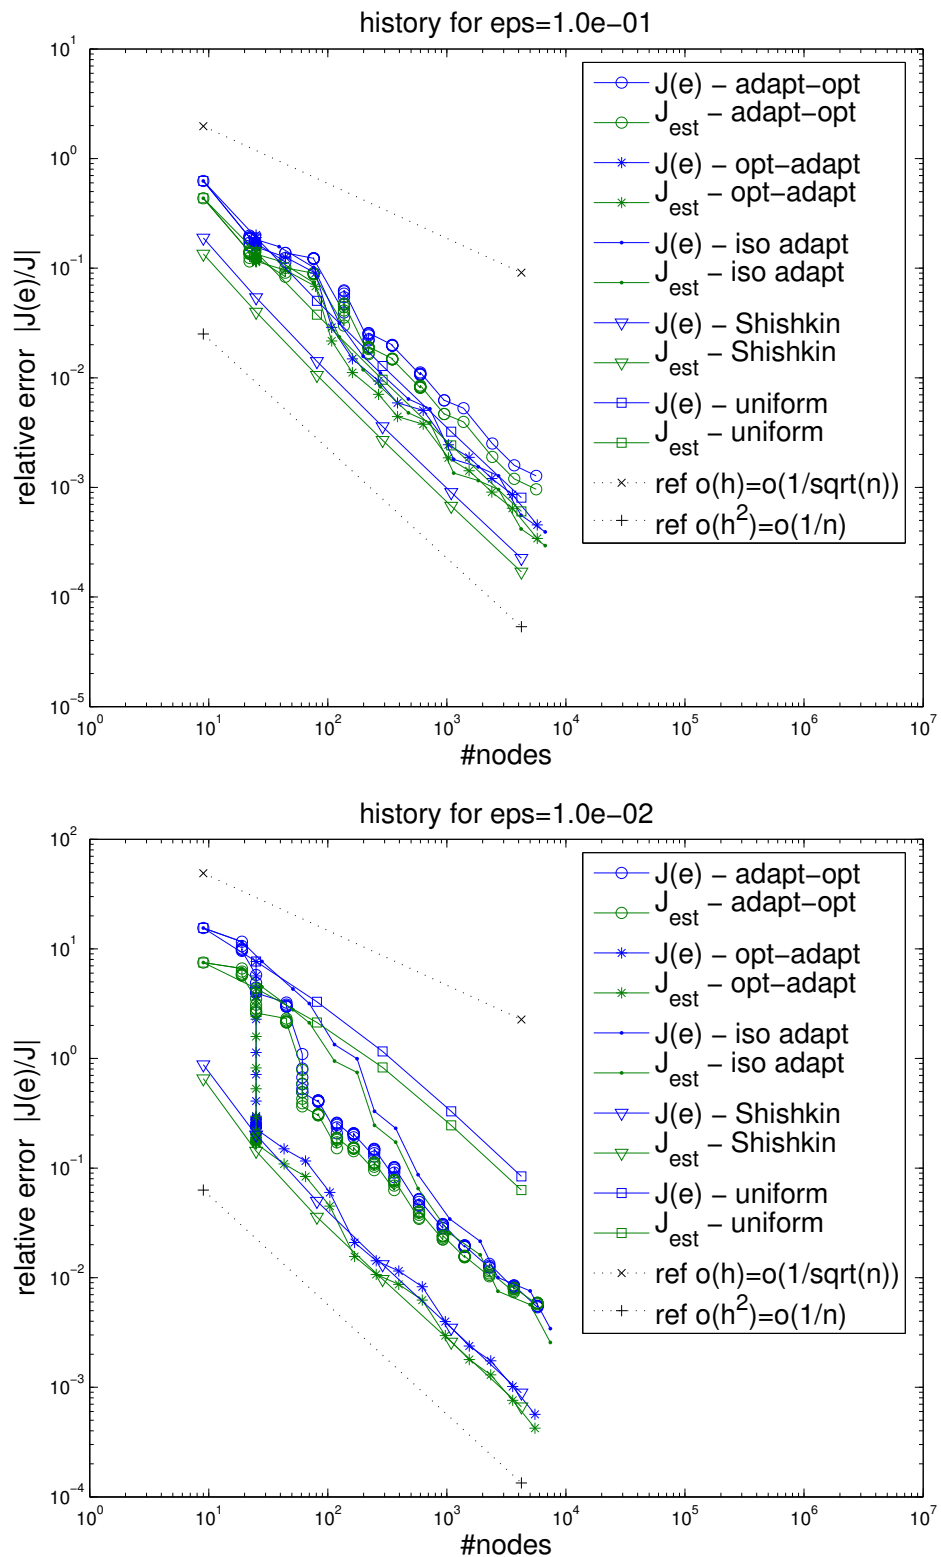 history for eps=1.0e−01
relative error |J(e)/J|
10^1
10^0
10^−1
10^−2
10^−3
10^−4
10^−5
J(e) − adapt−opt
J_est − adapt−opt
J(e) − opt−adapt
J_est − opt−adapt
J(e) − iso adapt
J_est − iso adapt
J(e) − Shishkin
J_est − Shishkin
J(e) − uniform
J_est − uniform
ref o(h)=o(1/sqrt(n))
ref o(h^2)=o(1/n)
10^0 10^1 10^2 10^3 10^4 10^5 10^6 10^7
#nodes
history for eps=1.0e−02
relative error |J(e)/J|
10^2
10^1
10^0
10^−1
10^−2
10^−3
10^−4
J(e) − adapt−opt
J_est − adapt−opt
J(e) − opt−adapt
J_est − opt−adapt
J(e) − iso adapt
J_est − iso adapt
J(e) − Shishkin
J_est − Shishkin
J(e) − uniform
J_est − uniform
ref o(h)=o(1/sqrt(n))
ref o(h^2)=o(1/n)
10^0 10^1 10^2 10^3 10^4 10^5 10^6 10^7
#nodes